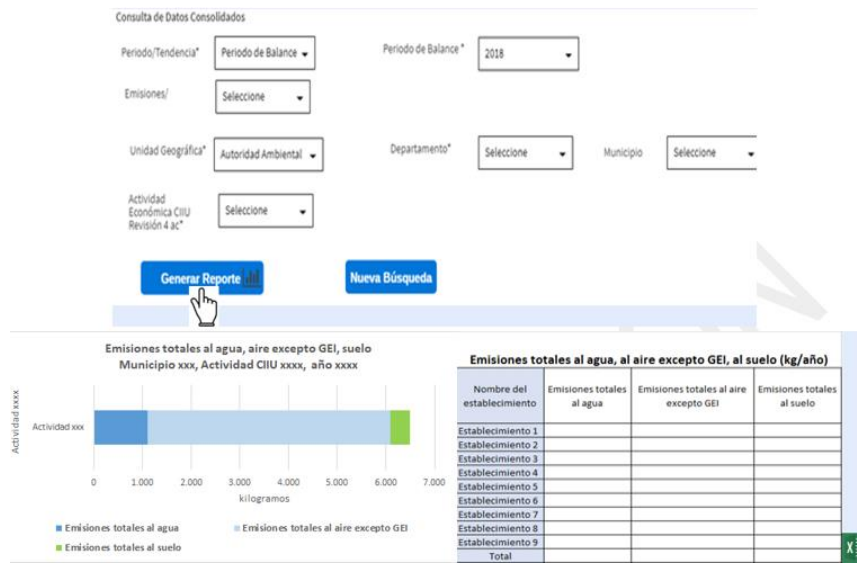 Consulta de Datos Consolidados
Periodo/Tendencia* Periodo de Balance Periodo de Balance * 2018
Emisiones/ Seleccione
Unidad Geográfica* Autoridad Ambiental Departamento* Seleccione Municipio Seleccione
Actividad
Económica CIIU
Revisión 4 ac*
Seleccione
Generar Reporte Nueva Búsqueda
Emisiones totales al agua, aire excepto GEI, suelo
Municipio xxx, Actividad CIIU xxxx, año xxxx
Actividad xxxx
Actividad xxx
0 1.000 2.000 3.000 4.000 5.000 6.000 7.000
kilogramos
Emisiones totales al agua Emisiones totales al aire excepto GEI
Emisiones totales al suelo
Emisiones totales al agua, al aire excepto GEI, al suelo (kg/año)
Nombre del establecimiento Emisiones totales al agua Emisiones totales al aire excepto GEI Emisiones totales al suelo
Establecimiento 1
Establecimiento 2
Establecimiento 3
Establecimiento 4
Establecimiento 5
Establecimiento 6
Establecimiento 7
Establecimiento 8
Establecimiento 9
Total
X